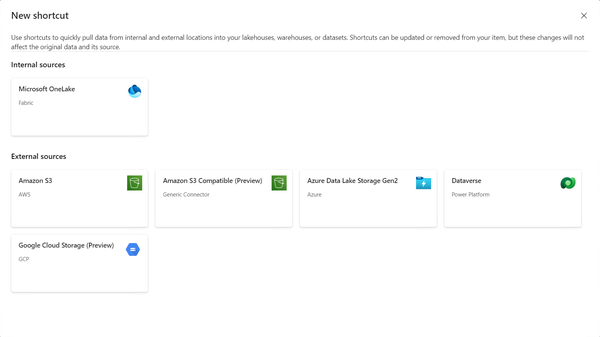 New shortcut
Use shortcuts to quickly pull data from internal and external locations into your lakehouses, warehouses, or datasets. Shortcuts can be updated or removed from your item, but these changes will not
affect the original data and its source.
Internal sources
Microsoft OneLake
Fabric
External sources
Amazon S3
AWS
Amazon S3 Compatible (Preview)
Generic Connector
Azure Data Lake Storage Gen2
Azure
Dataverse
Power Platform
Google Cloud Storage (Preview)
GCP